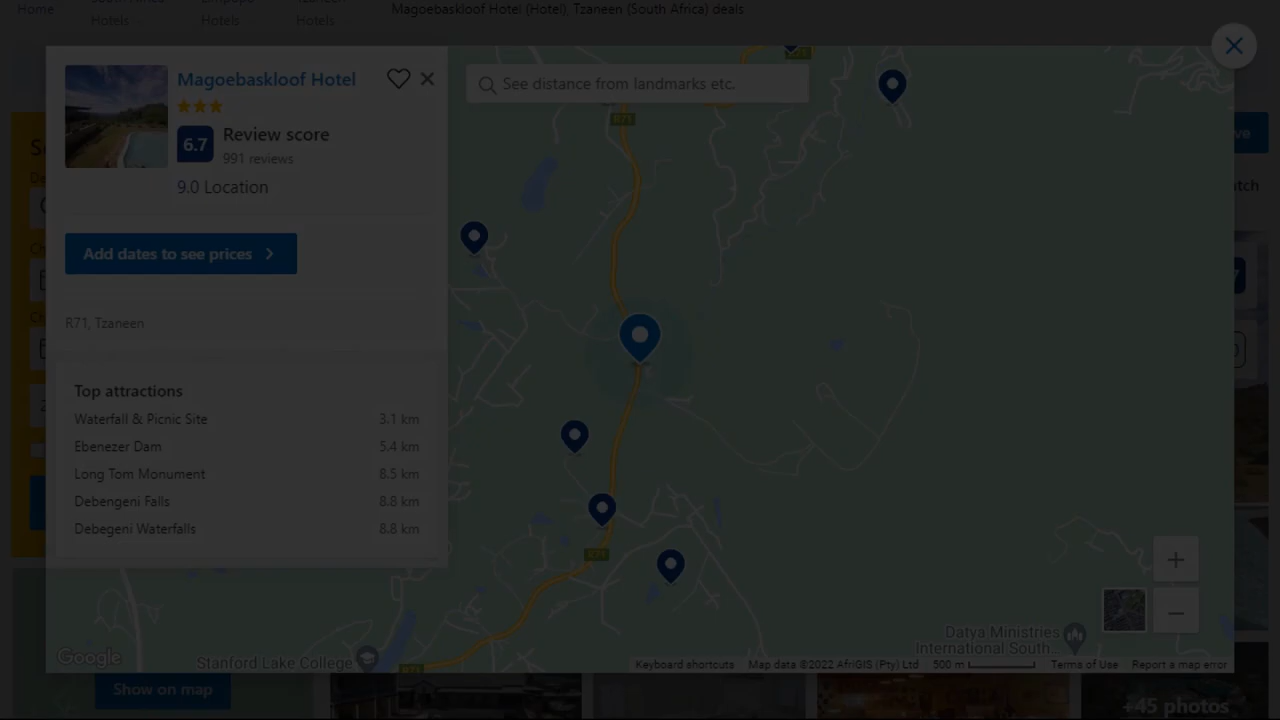 Home
Hotels
Hotels
Hotels
Magoebaskloof Hotel (Hotel), Tzaneen (South Africa) deals
Magoebaskloof Hotel
6.7
Review score
991 reviews
9.0 Location
Add dates to see prices
R71, Tzaneen
Top attractions
Waterfall & Picnic Site 3.1 km
Ebenezer Dam 5.4 km
Long Tom Monument 8.5 km
Debengeni Falls 8.8 km
Debegeni Waterfalls 8.8 km
See distance from landmarks etc.
R71
R71
R71
Datya Ministries
International South...
Stanford Lake College
Google
Keyboard shortcuts Map data ©2022 AfriGIS (Pty) Ltd 500 m Terms of Use Report a map error
Show on map
+45 photos